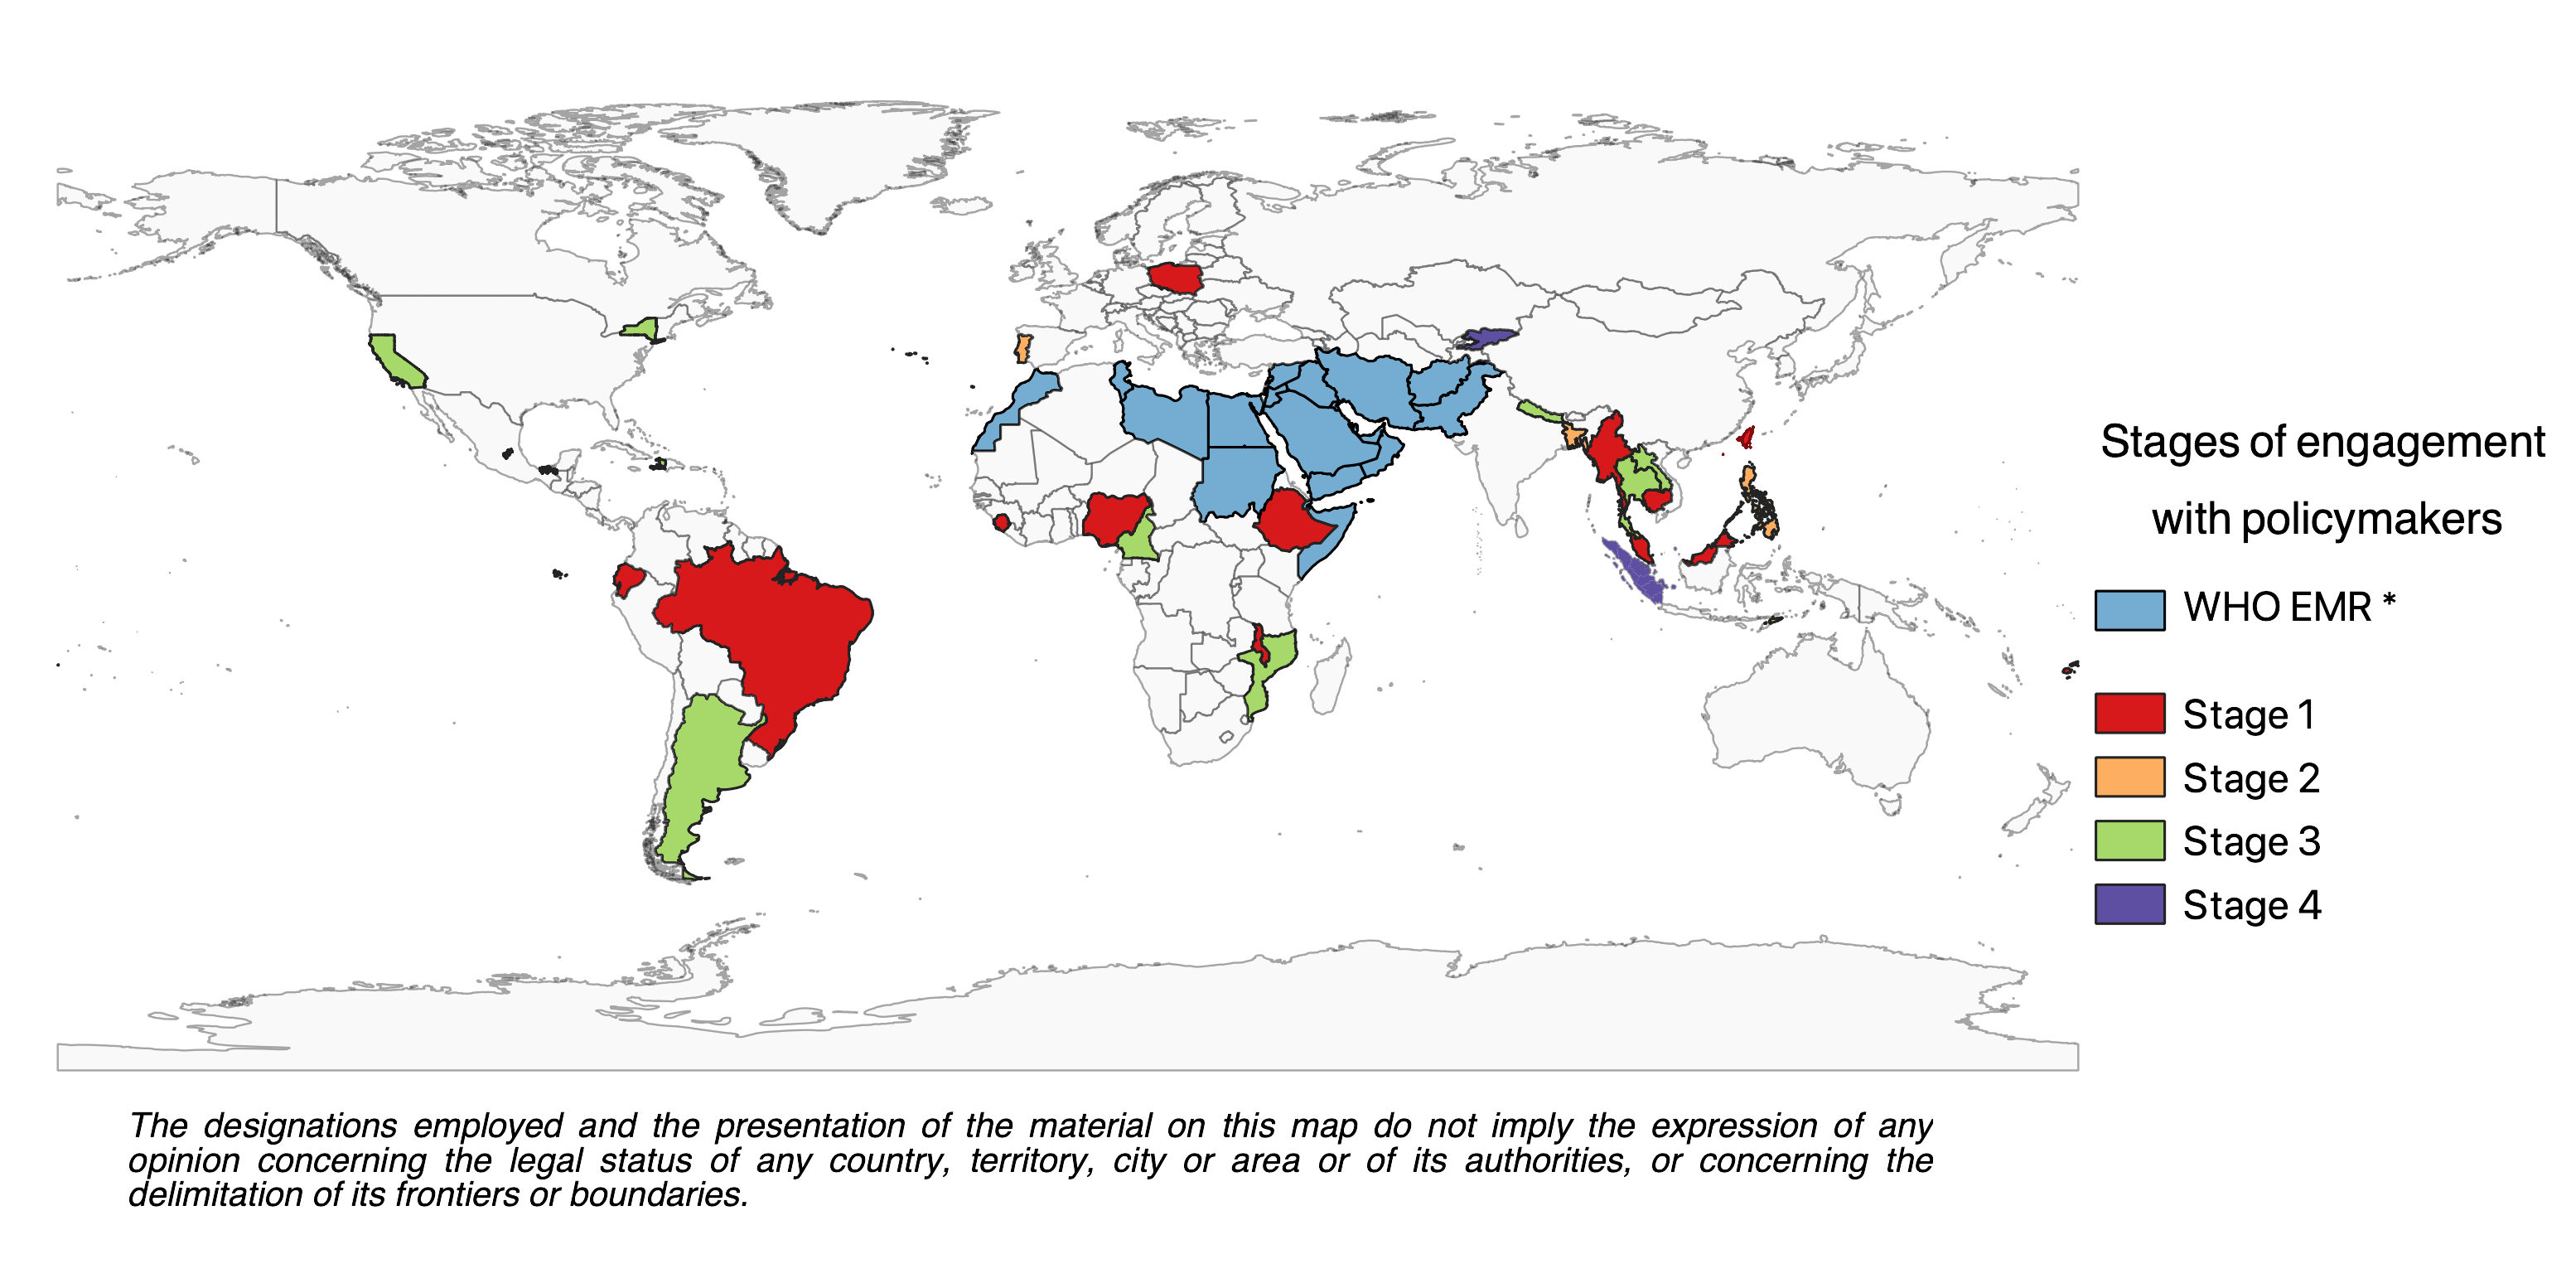 Stages of engagement
with policymakers
WHO EMR *
Stage 1
Stage 2
Stage 3
Stage 4
The designations employed and the presentation of the material on this map do not imply the expression of any
opinion concerning the legal status of any country, territory, city or area or of its authorities, or concerning the
delimitation of its frontiers or boundaries.